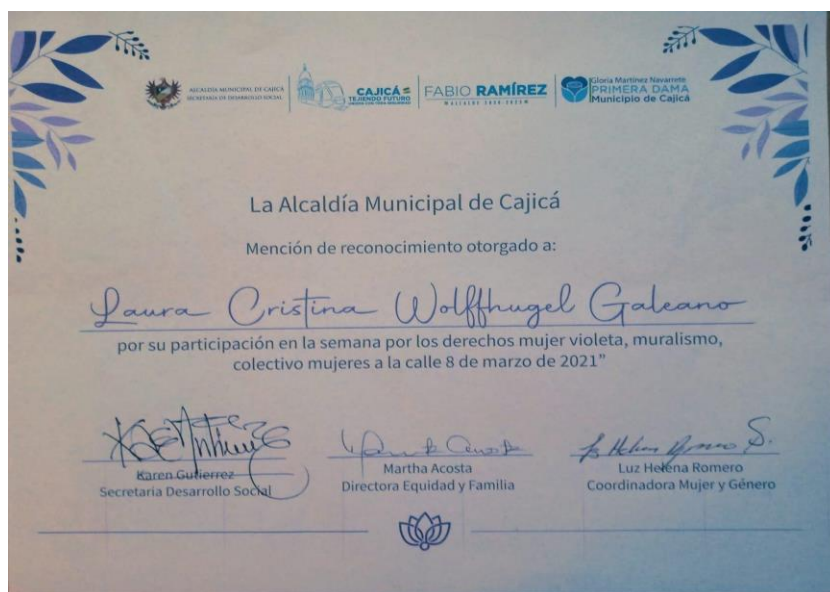 ALCALDÍA MUNICIPAL DE CAJICÁ
SECRETARÍA DE DESARROLLO SOCIAL
CAJICÁ
TEJIENDO FUTURO
FABIO RAMÍREZ
Gloria Martínez Navarrete
PRIMERA DAMA
Municipio de Cajicá
La Alcaldía Municipal de Cajicá
Mención de reconocimiento otorgado a:
Laura Cristina Wolffhugel Galeano
por su participación en la semana por los derechos mujer violeta, muralismo,
colectivo mujeres a la calle 8 de marzo de 2021"
Karen Gutierrez
Secretaria Desarrollo Social
Martha Acosta
Directora Equidad y Familia
Luz Helena Romero
Coordinadora Mujer y Género